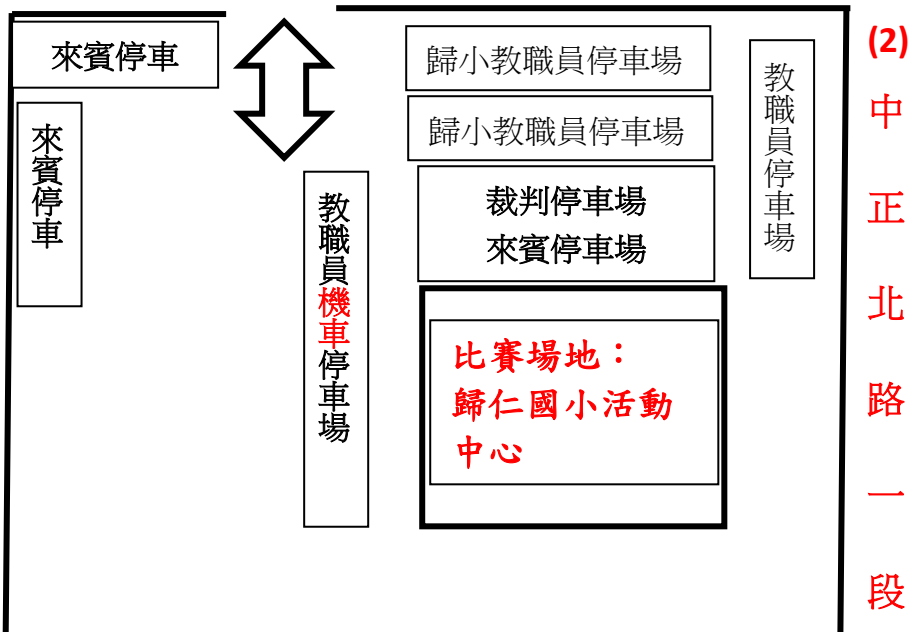 來賓停車
來賓停車
教職員機車停車場
歸小教職員停車場
歸小教職員停車場
裁判停車場
來賓停車場
比賽場地：
歸仁國小活動
中心
教職員停車場
(2)
中正北路一段